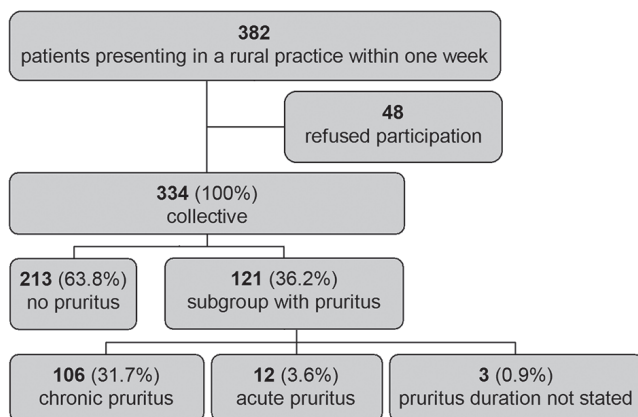 382
patients presenting in a rural practice within one week
48
refused participation
334 (100%)
collective
213 (63.8%)
no pruritus
121 (36.2%)
subgroup with pruritus
106 (31.7%)
chronic pruritus
12 (3.6%)
acute pruritus
3 (0.9%)
pruritus duration not stated